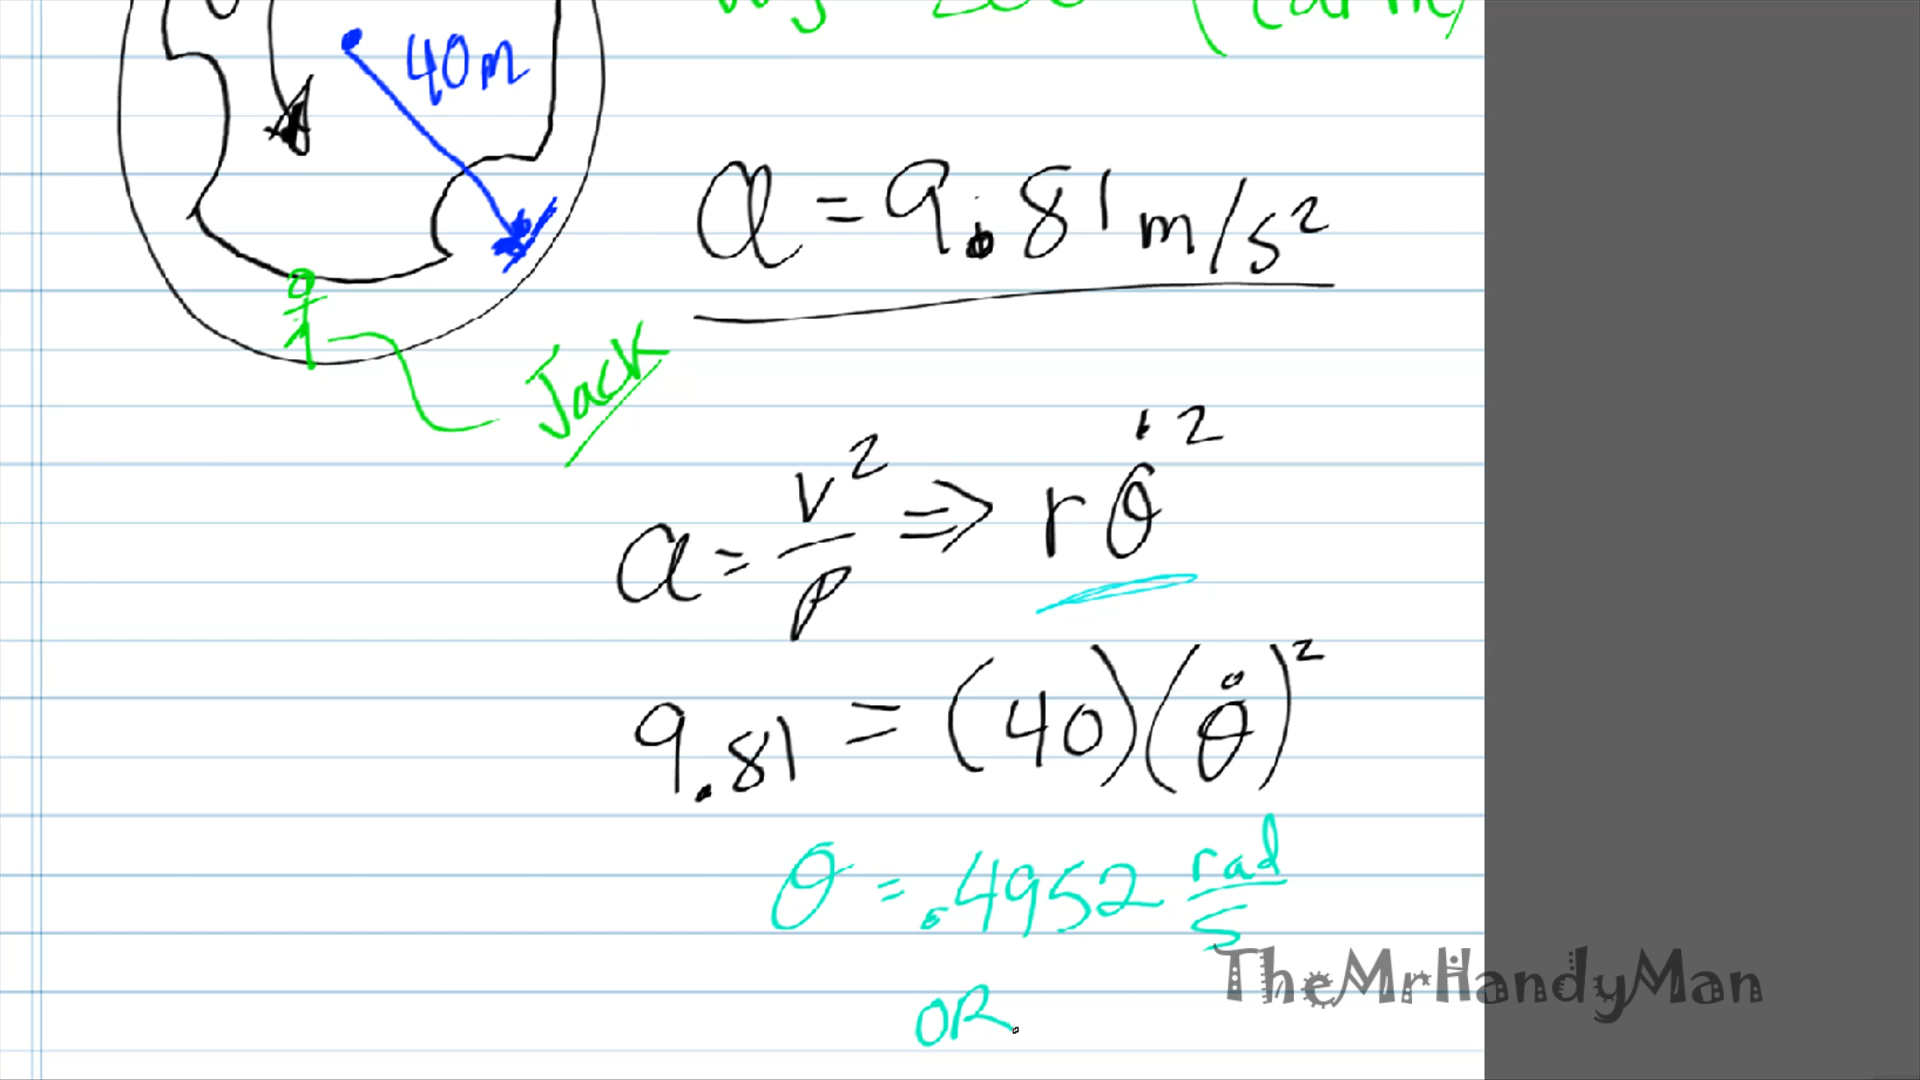 40m
a = 9.81 m/s²
Jack
a = v²/ρ ⇒ rθ̇²
9.81 = (40)(θ̇)²
θ = .4952 rad/s
OR
TheMrHandyMan